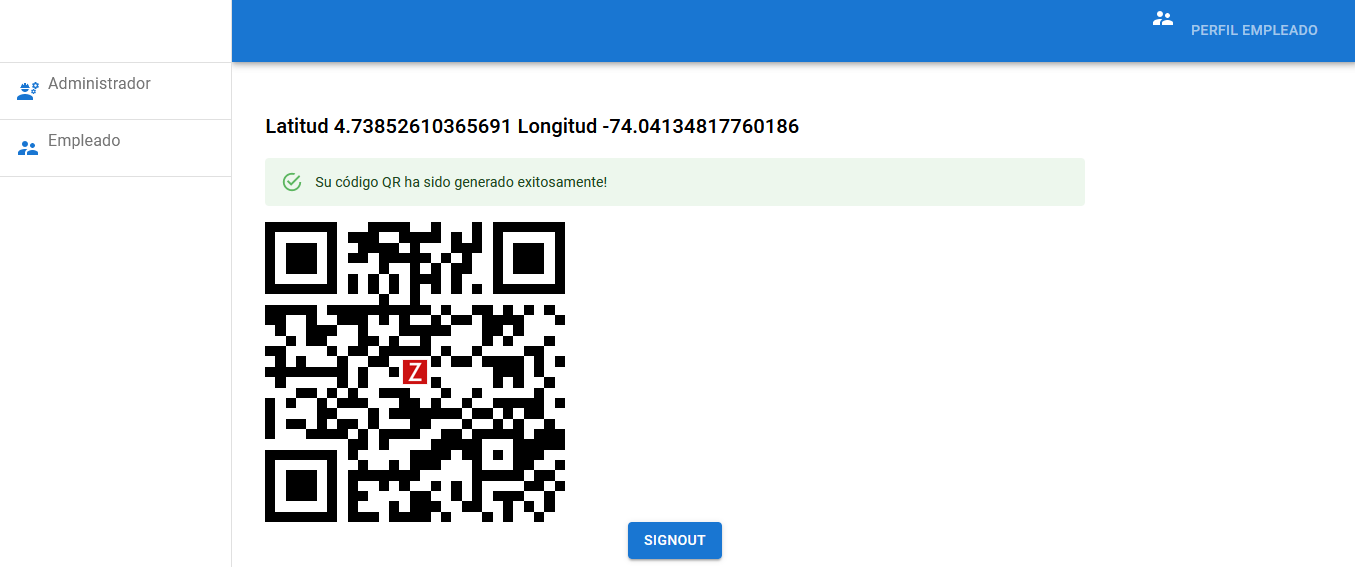 PERFIL EMPLEADO
Administrador
Empleado
Latitud 4.73852610365691 Longitud -74.04134817760186
Su código QR ha sido generado exitosamente!
Z
SIGNOUT